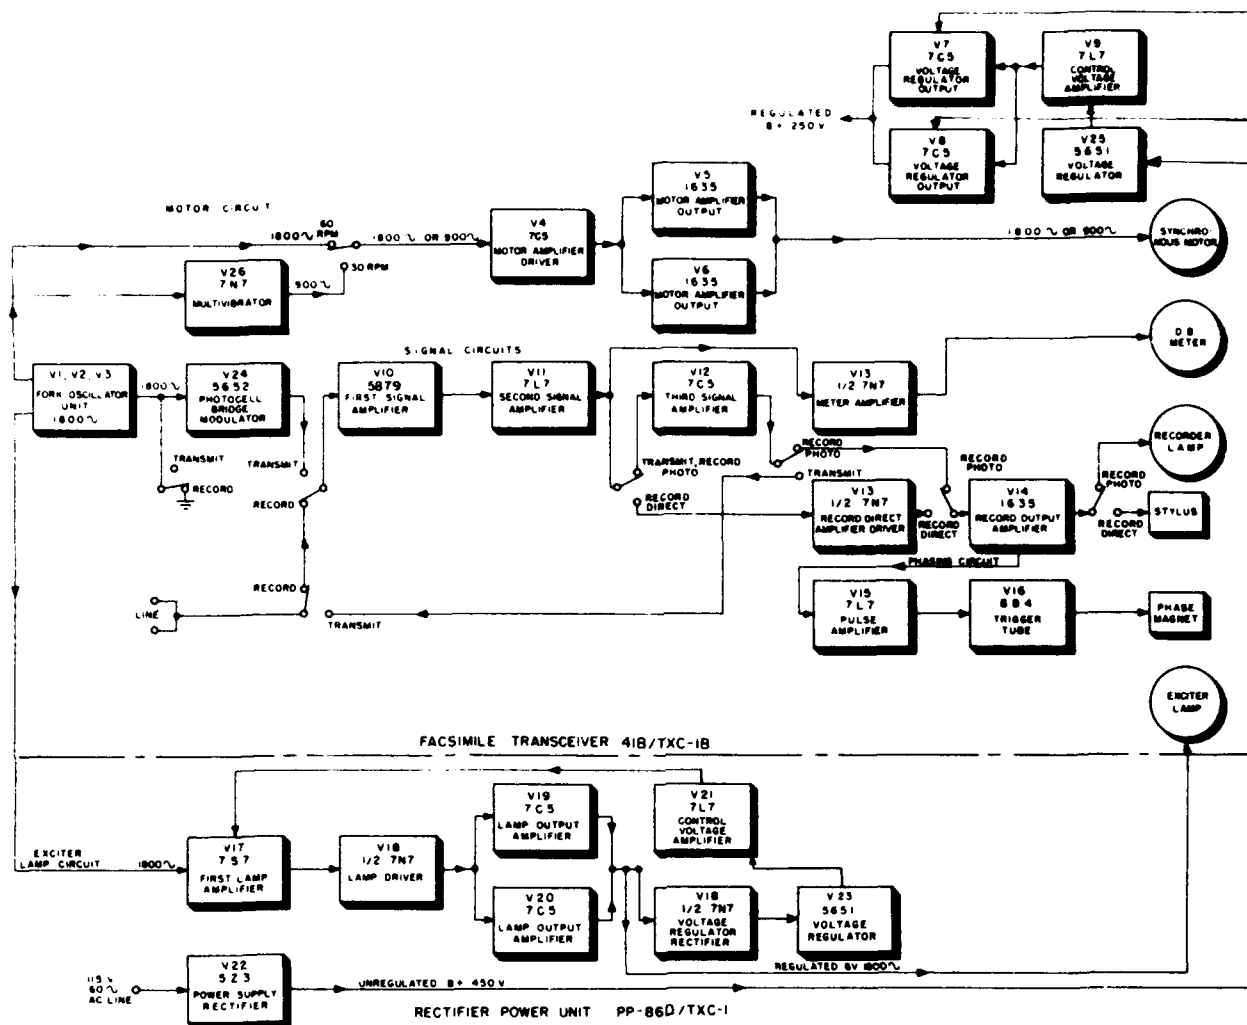 V7
7C5
VOLTAGE
REGULATOR
OUTPUT
V9
7L7
CONTROL
VOLTAGE
AMPLIFIER
REGULATED
B+ 250V
V8
7C5
VOLTAGE
REGULATOR
OUTPUT
V25
5651
VOLTAGE
REGULATOR
MOTOR CIRCUIT
1800~
60
RPM
1800~ OR 900~
V4
7C5
MOTOR AMPLIFIER
DRIVER
V5
1635
MOTOR AMPLIFIER
OUTPUT
1800~ OR 900~
SYNCHRO-
NOUS MOTOR
V26
7N7
MULTIVIBRATOR
900~
30 RPM
V6
1635
MOTOR AMPLIFIER
OUTPUT
SIGNAL CIRCUITS
DB
METER
V1, V2, V3
FORK OSCILLATOR
UNIT
1800~
1800~
V24
5652
PHOTOCELL
BRIDGE
MODULATOR
V10
5879
FIRST SIGNAL
AMPLIFIER
V11
7L7
SECOND SIGNAL
AMPLIFIER
V12
7C5
THIRD SIGNAL
AMPLIFIER
V13
1/2 7N7
METER AMPLIFIER
TRANSMIT
RECORD
TRANSMIT
RECORD
TRANSMIT, RECORD
PHOTO
RECORD
DIRECT
RECORD
PHOTO
TRANSMIT
V13
1/2 7N7
RECORD DIRECT
AMPLIFIER DRIVER
RECORD
PHOTO
RECORD
DIRECT
V14
1635
RECORD OUTPUT
AMPLIFIER
RECORD
PHOTO
RECORD
DIRECT
RECORDER
LAMP
STYLUS
PHASING CIRCUIT
LINE
RECORD
TRANSMIT
V15
7L7
PULSE
AMPLIFIER
V16
884
TRIGGER
TUBE
PHASE
MAGNET
EXCITER
LAMP
FACSIMILE TRANSCEIVER 41B/TXC-1B
EXCITER
LAMP CIRCUIT
1800~
V17
7S7
FIRST LAMP
AMPLIFIER
V18
1/2 7N7
LAMP DRIVER
V19
7C5
LAMP OUTPUT
AMPLIFIER
V21
7L7
CONTROL
VOLTAGE
AMPLIFIER
V20
7C5
LAMP OUTPUT
AMPLIFIER
V18
1/2 7N7
VOLTAGE
REGULATOR
RECTIFIER
V23
5651
VOLTAGE
REGULATOR
REGULATED 6V 1800~
115 V
60~
AC LINE
V22
5Z3
POWER SUPPLY
RECTIFIER
UNREGULATED B+ 450V
RECTIFIER POWER UNIT PP-86D/TXC-1